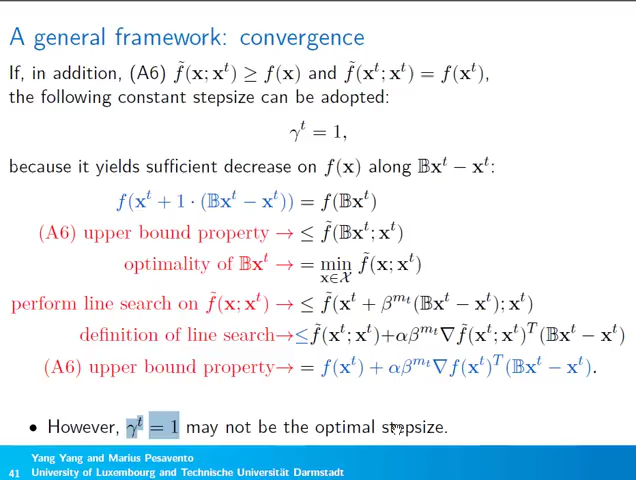 A general framework: convergence
If, in addition, (A6) f̃(x; xᵗ) ≥ f(x) and f̃(xᵗ; xᵗ) = f(xᵗ),
the following constant stepsize can be adopted:
γᵗ = 1,
because it yields sufficient decrease on f(x) along 𝔹xᵗ − xᵗ:
f(xᵗ + 1 · (𝔹xᵗ − xᵗ)) = f(𝔹xᵗ)
(A6) upper bound property → ≤ f̃(𝔹xᵗ; xᵗ)
optimality of 𝔹xᵗ → = min x∈𝒳 f̃(x; xᵗ)
perform line search on f̃(x; xᵗ) → ≤ f̃(xᵗ + β^{m_t}(𝔹xᵗ − xᵗ); xᵗ)
definition of line search→≤f̃(xᵗ; xᵗ)+αβ^{m_t}∇f̃(xᵗ; xᵗ)ᵀ(𝔹xᵗ − xᵗ)
(A6) upper bound property→ = f(xᵗ) + αβ^{m_t}∇f(xᵗ)ᵀ(𝔹xᵗ − xᵗ).
• However, γᵗ = 1 may not be the optimal stepsize.
Yang Yang and Marius Pesavento
41 University of Luxembourg and Technische Universität Darmstadt